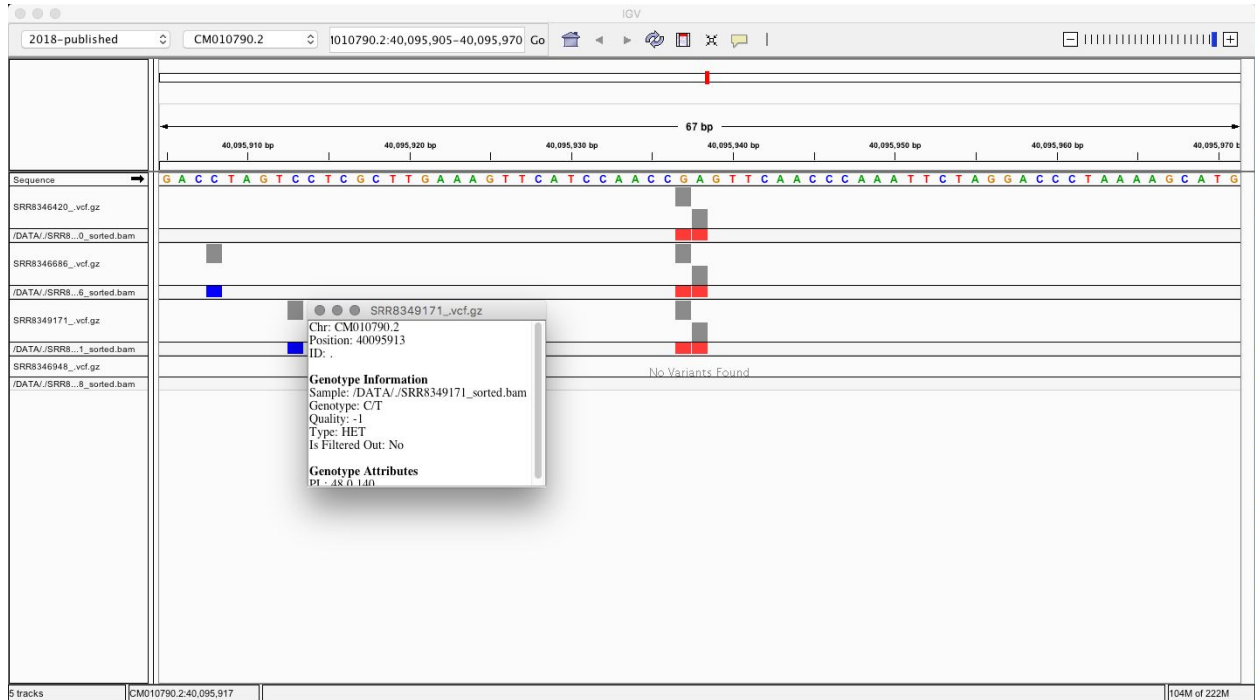 IGV
2018-published CM010790.2 1010790.2:40,095,905-40,095,970 Go
67 bp
40,095,910 bp 40,095,920 bp 40,095,930 bp 40,095,940 bp 40,095,950 bp 40,095,960 bp 40,095,970 b
Sequence G A C C T A G T C C T C G C T T G A A A G T T C A T C C A A C C G A G T T C A A C C C A A A T T C T A G G A C C C T A A A A G C A T G
SRR8346420_.vcf.gz
/DATA/./SRR8...0_sorted.bam
SRR8346686_.vcf.gz
/DATA/./SRR8...6_sorted.bam
SRR8349171_.vcf.gz
/DATA/./SRR8...1_sorted.bam
SRR8346948_.vcf.gz
No Variants Found
/DATA/./SRR8...8_sorted.bam
SRR8349171_.vcf.gz
Chr: CM010790.2
Position: 40095913
ID: .
Genotype Information
Sample: /DATA/./SRR8349171_sorted.bam
Genotype: C/T
Quality: -1
Type: HET
Is Filtered Out: No
Genotype Attributes
PL: 48,0,140
5 tracks CM010790.2:40,095,917 104M of 222M